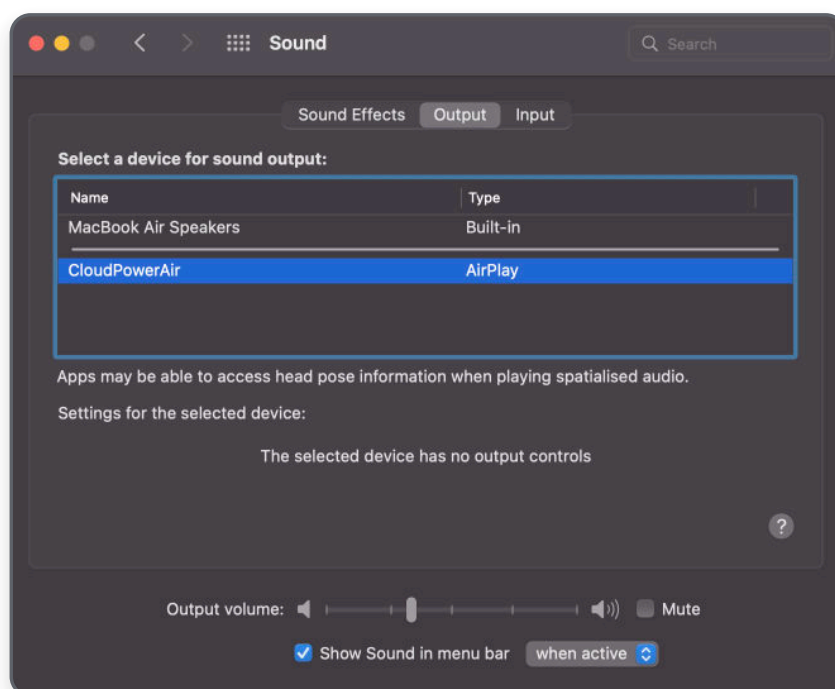 Sound
Search
Sound Effects Output Input
Select a device for sound output:
Name Type
MacBook Air Speakers Built-in
CloudPowerAir AirPlay
Apps may be able to access head pose information when playing spatialised audio.
Settings for the selected device:
The selected device has no output controls
?
Output volume: Mute
Show Sound in menu bar when active